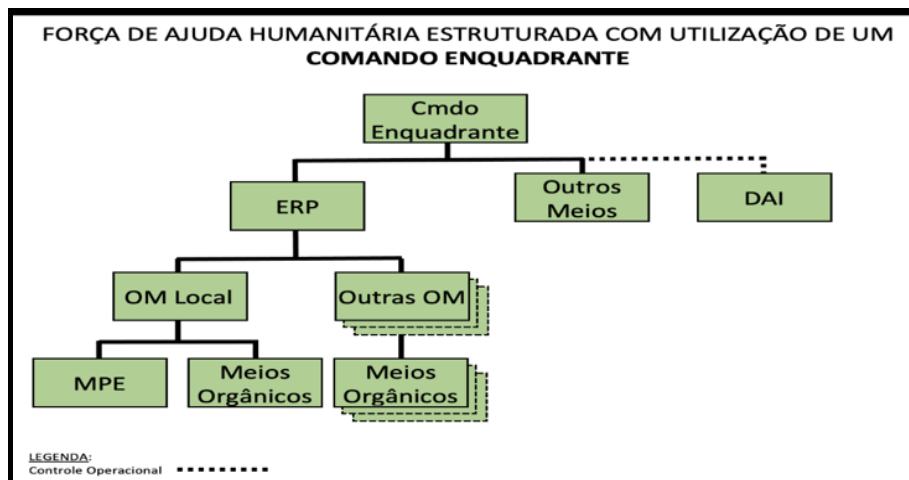 FORÇA DE AJUDA HUMANITÁRIA ESTRUTURADA COM UTILIZAÇÃO DE UM
COMANDO ENQUADRANTE
Cmdo
Enquadrante
ERP
Outros
Meios
DAI
OM Local
Outras OM
MPE
Meios
Orgânicos
Meios
Orgânicos
LEGENDA:
Controle Operacional